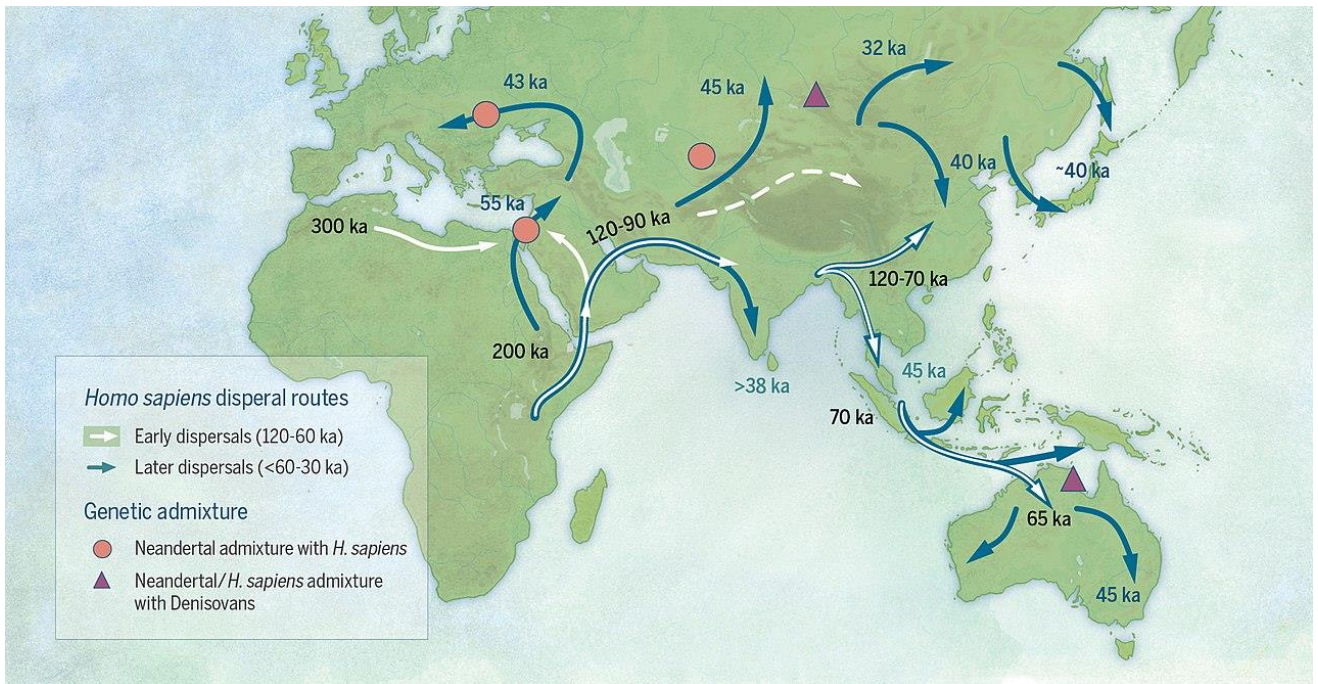 32 ka
43 ka
45 ka
40 ka
~40 ka
55 ka
300 ka
120-90 ka
120-70 ka
200 ka
45 ka
>38 ka
70 ka
65 ka
45 ka
Homo sapiens disperal routes
Early dispersals (120-60 ka)
Later dispersals (<60-30 ka)
Genetic admixture
Neandertal admixture with H. sapiens
Neandertal/H. sapiens admixture
with Denisovans